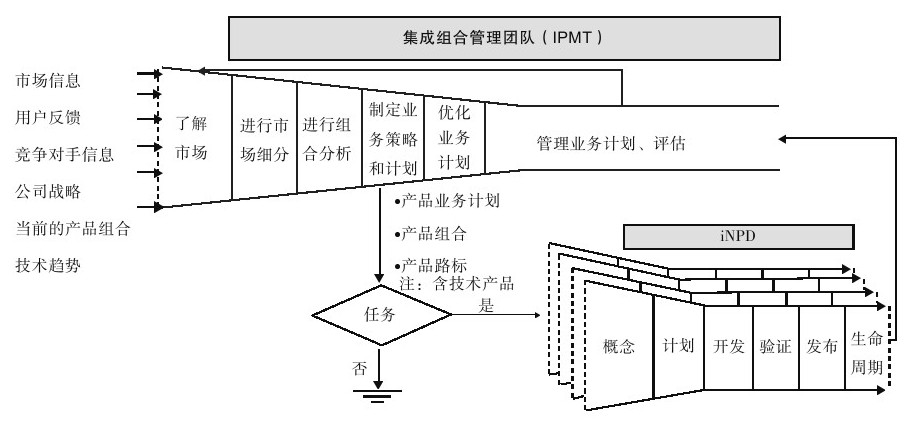 集成组合管理团队（IPMT）
市场信息
用户反馈
竞争对手信息
公司战略
当前的产品组合
技术趋势
了解
市场
进行市
场细分
进行组
合分析
制定业
务策略
和计划
优化
业务
计划
管理业务计划、评估
•产品业务计划
•产品组合
•产品路标
注：含技术产品
任务
是
否
iNPD
概念
计划
开发
验证
发布
生命
周期